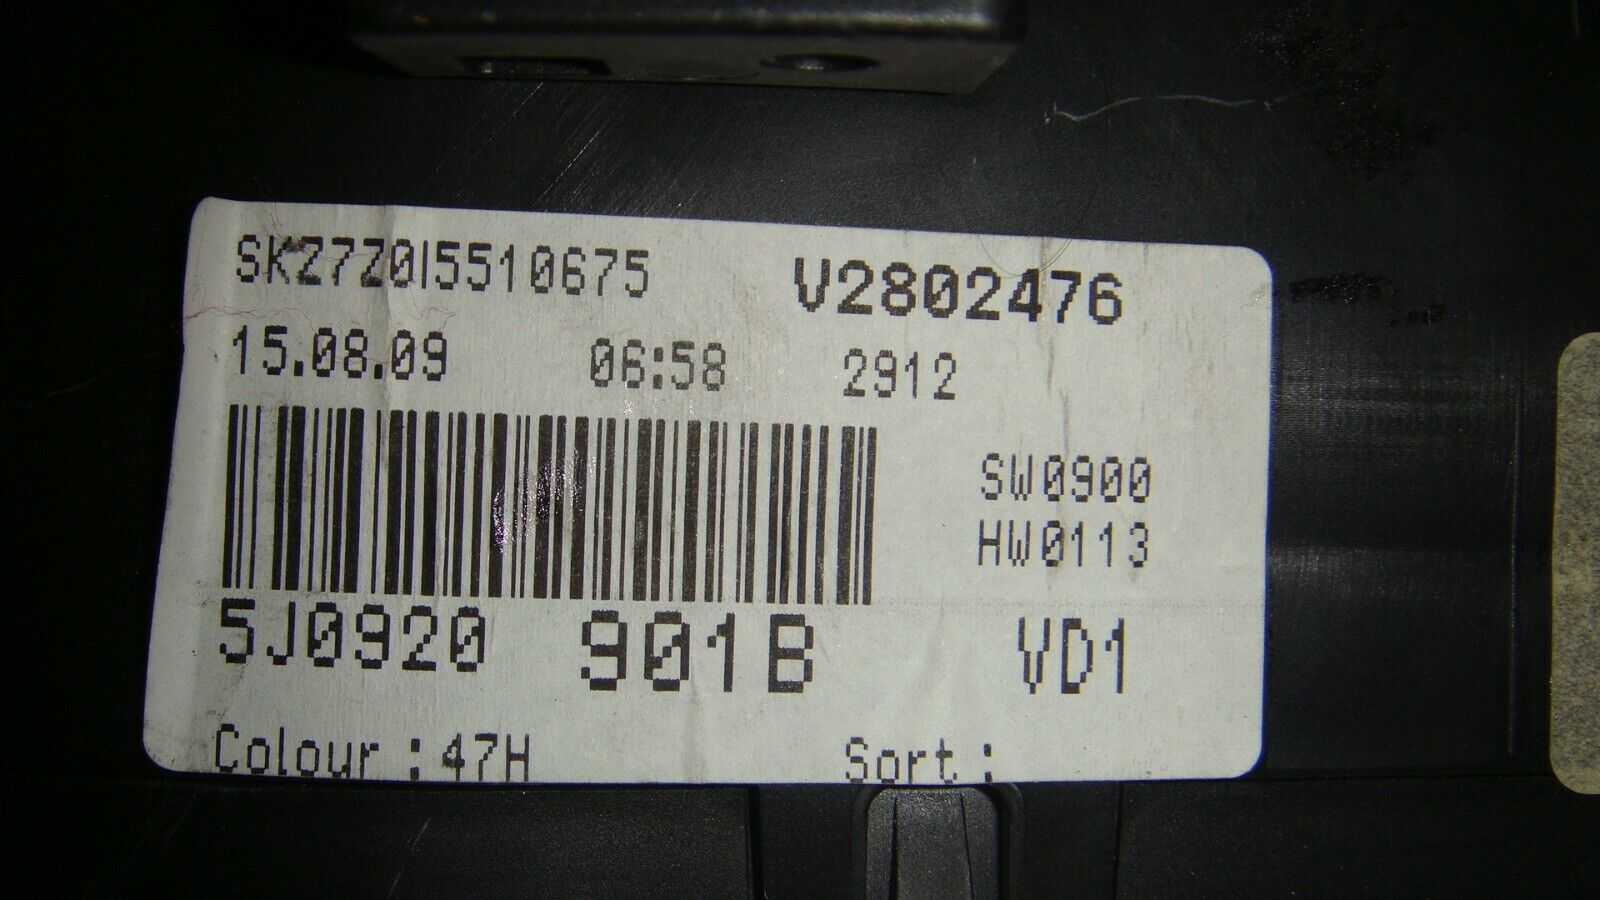 SKZ7Z0I5510675 V2802476
15.08.09 06:58 2912
SW0900
HW0113
5J0920 901B VD1
Colour : 47H Sort :